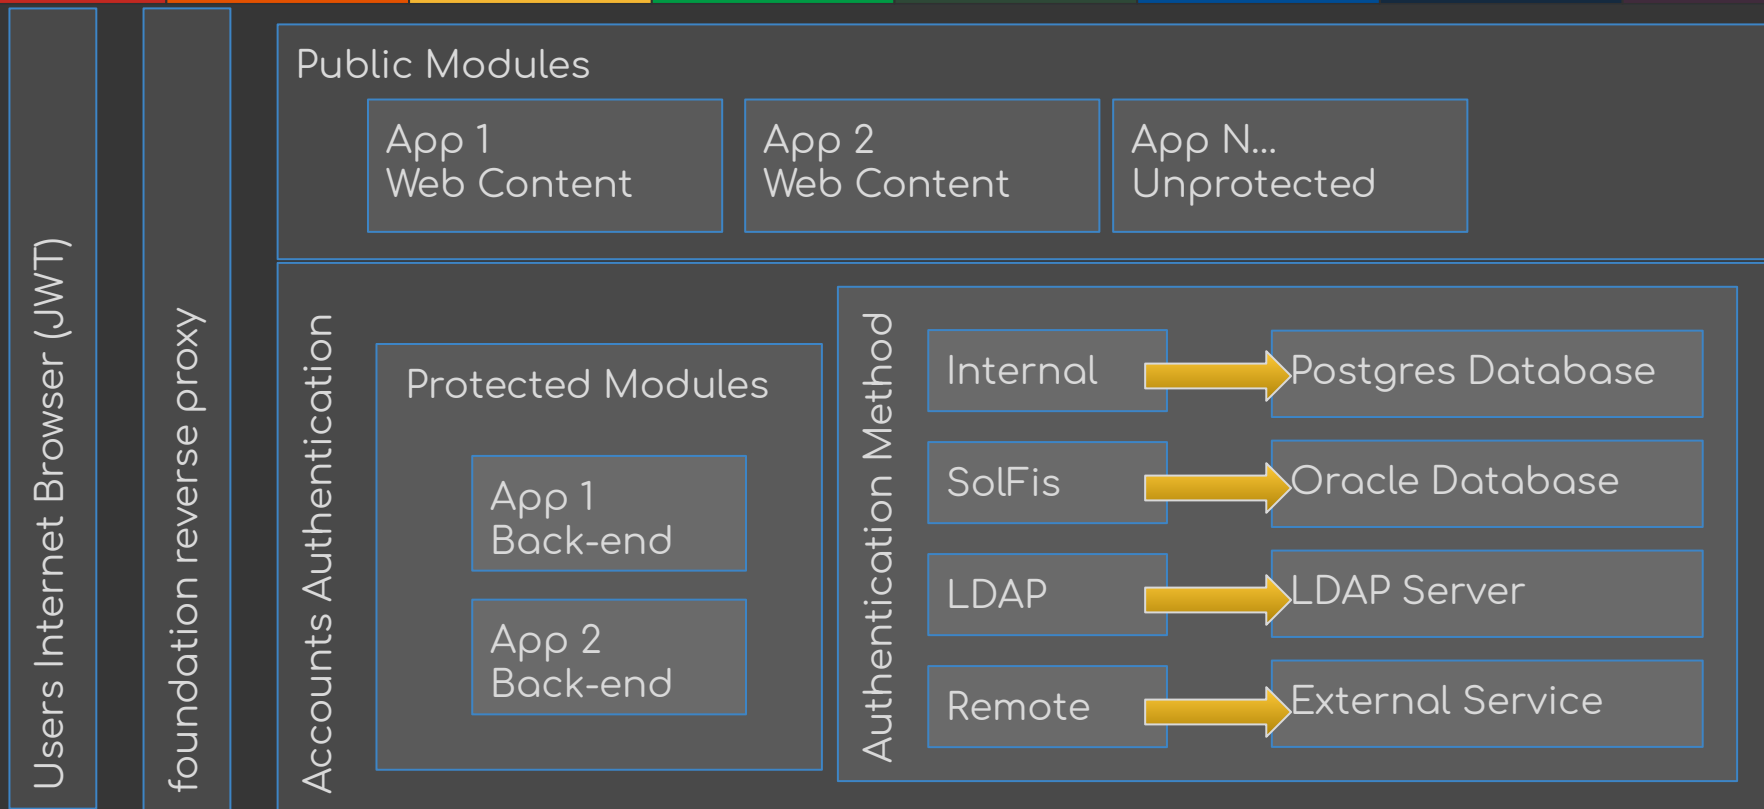 Users Internet Browser (JWT)
foundation reverse proxy
Public Modules
App 1
Web Content
App 2
Web Content
App N...
Unprotected
Accounts Authentication
Protected Modules
App 1
Back-end
App 2
Back-end
Authentication Method
Internal
Postgres Database
SolFis
Oracle Database
LDAP
LDAP Server
Remote
External Service